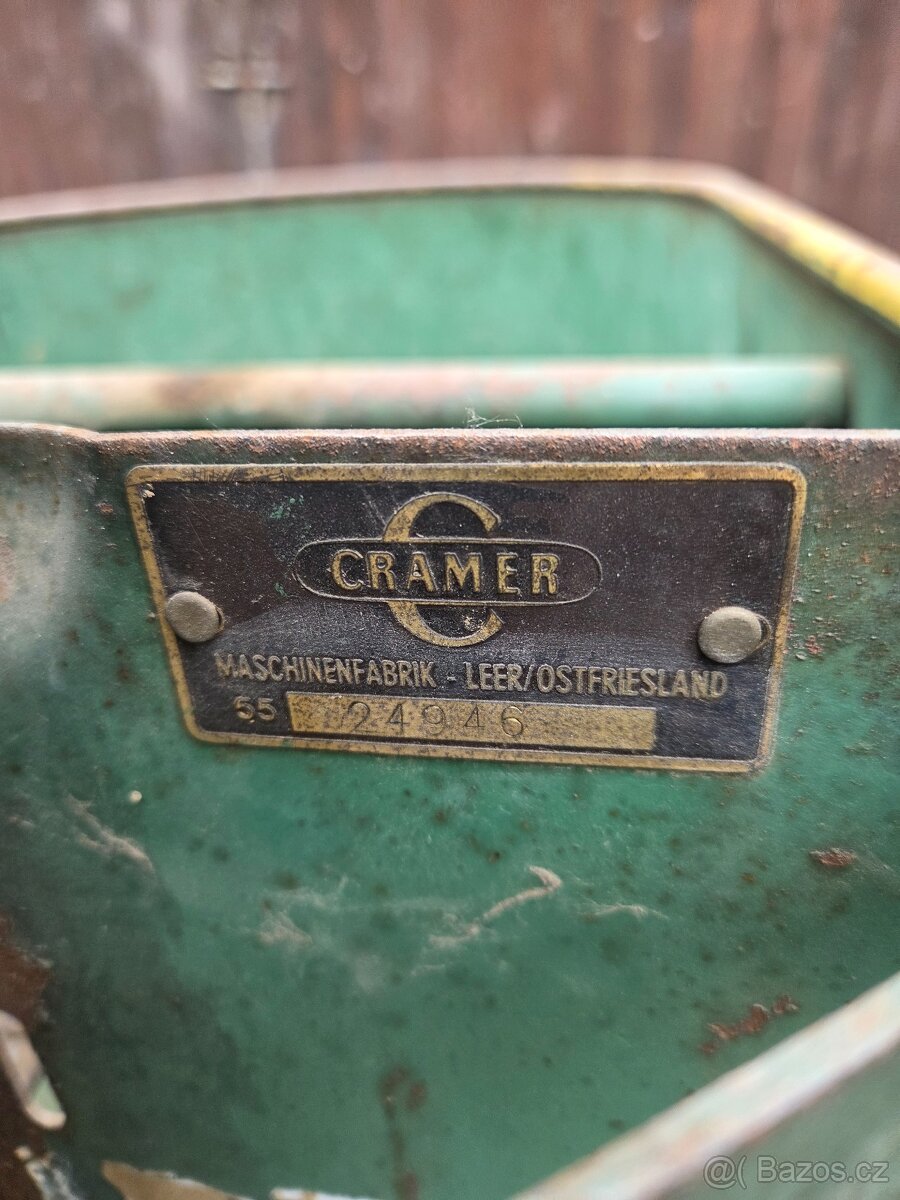 C
CRAMER
MASCHINENFABRIK - LEER/OSTFRIESLAND
55 24946
@( Bazos.cz